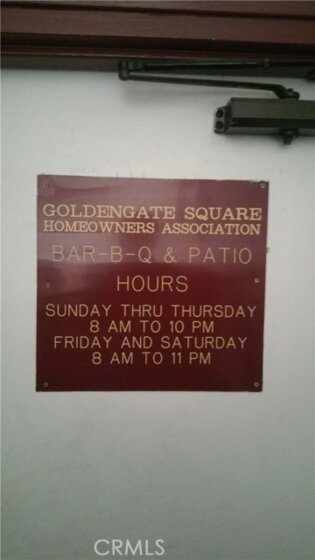 GOLDENGATE SQUARE
HOMEOWNERS ASSOCIATION
BAR-B-Q & PATIO
HOURS
SUNDAY THRU THURSDAY
8 AM TO 10 PM
FRIDAY AND SATURDAY
8 AM TO 11 PM
CRMLS